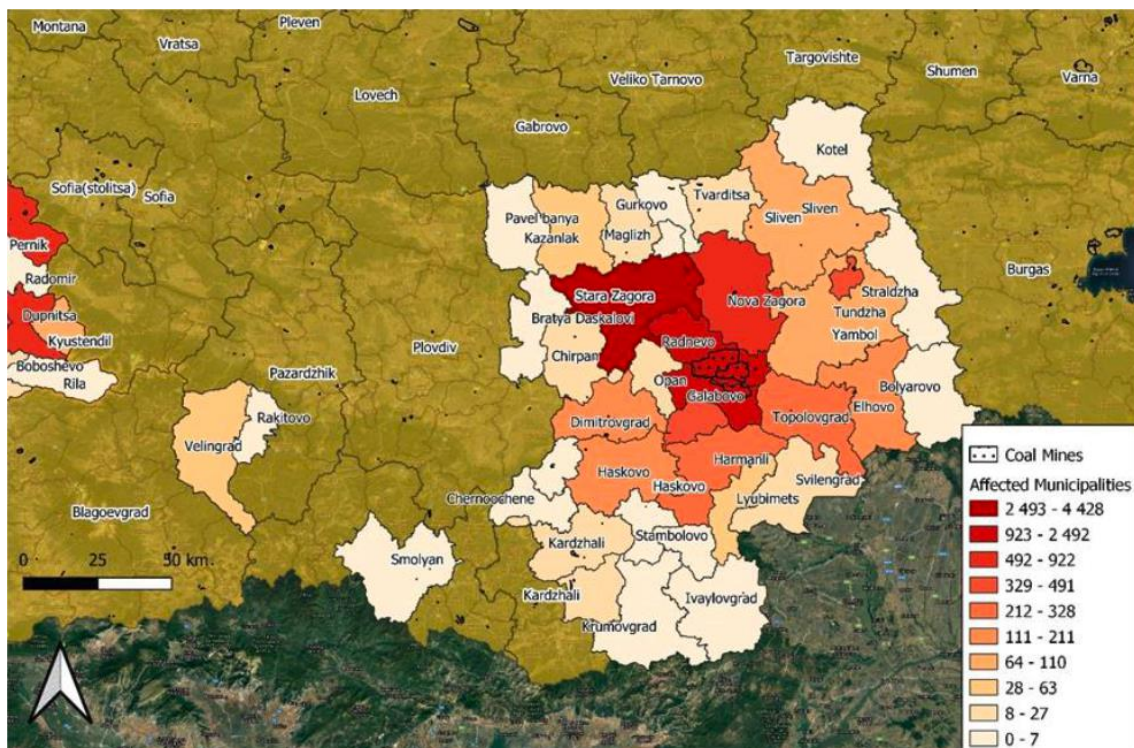 Montana
Pleven
Vratsa
Targovishte
Shumen
Varna
Veliko Tarnovo
Lovech
Gabrovo
Kotel
Sofia(stolitsa)
Sofia
Tvarditsa
Gurkovo
Sliven
Sliven
Pavel banya
Kazanlak
Maglizh
Pernik
Radomir
Burgas
Stara Zagora
Nova Zagora
Straldzha
Dupnitsa
Bratya Daskalovi
Tundzha
Kyustendil
Yambol
Radnevo
Plovdiv
Chirpan
Boboshevo
Pazardzhik
Rila
Opan
Bolyarovo
Galabovo
Elhovo
Rakitovo
Dimitrovgrad
Topolovgrad
Velingrad
Harmanli
Haskovo
Svilengrad
Haskovo
Chernoochene
Lyubimets
Blagoevgrad
Stambolovo
Kardzhali
Smolyan
Kardzhali
Ivaylovgrad
Krumovgrad
0 25 50 km
Coal Mines
Affected Municipalities
2 493 - 4 428
923 - 2 492
492 - 922
329 - 491
212 - 328
111 - 211
64 - 110
28 - 63
8 - 27
0 - 7